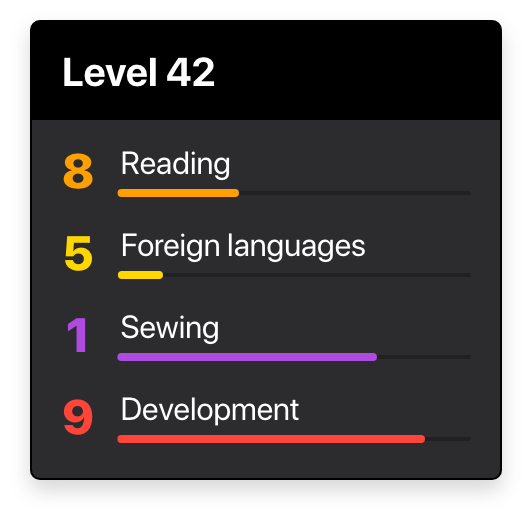 Level 42
8 Reading
5 Foreign languages
1 Sewing
9 Development